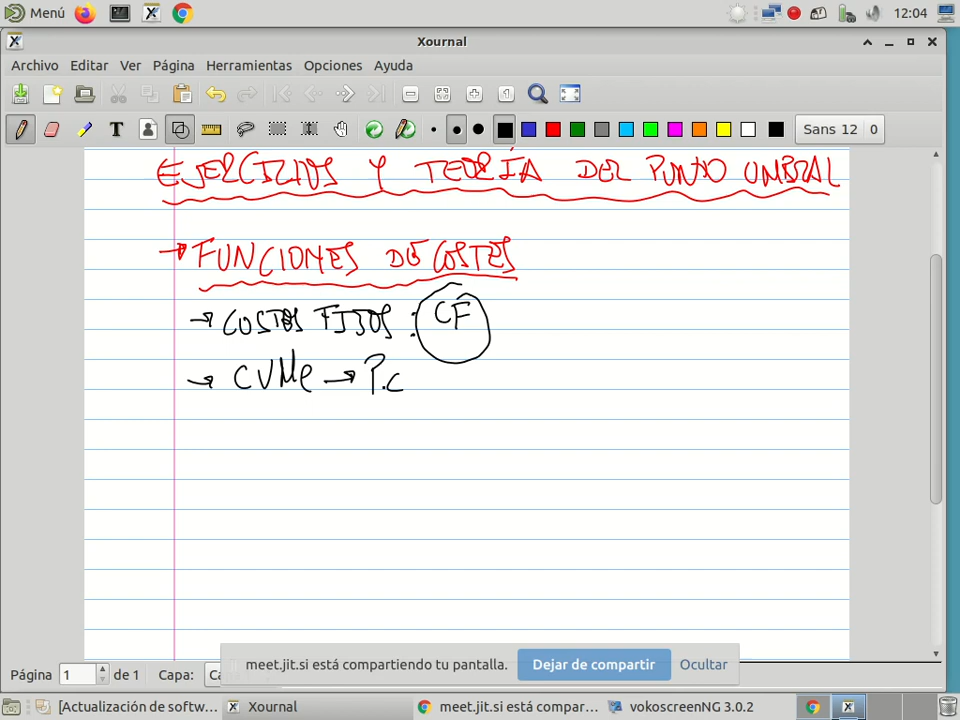 Menú 12:04
Xournal
Archivo Editar Ver Página Herramientas Opciones Ayuda
Sans 12 0
EJERCICIOS Y TEORÍA DEL PUNTO UMBRAL
→ FUNCIONES DE COSTES
→ COSTES FIJOS : CF
→ CVMe → P.C
meet.jit.si está compartiendo tu pantalla. Dejar de compartir Ocultar
Página 1 de 1 Capa: Ca
[Actualización de softw... Xournal meet.jit.si está compar... vokoscreenNG 3.0.2